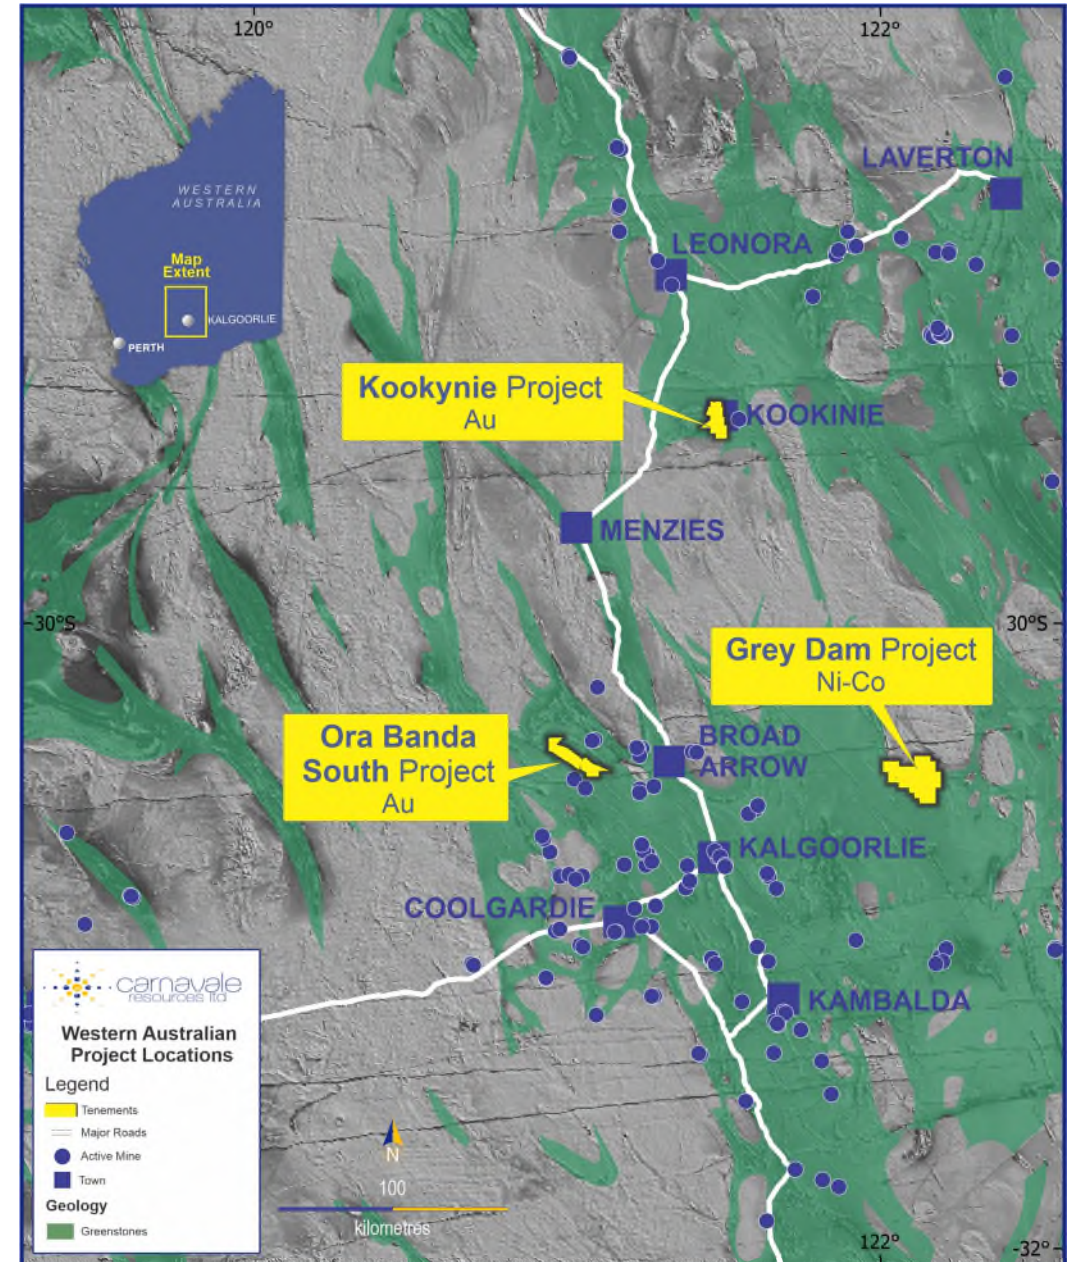 120°
122°
LAVERTON
WESTERN
AUSTRALIA
LEONORA
Map
Extent
KALGOORLIE
PERTH
Kookynie Project
Au
KOOKINIE
MENZIES
30°S
30°S
Grey Dam Project
Ni-Co
Ora Banda
South Project
Au
BROAD
ARROW
KALGOORLIE
COOLGARDIE
KAMBALDA
carnavale
resources ltd
Western Australian
Project Locations
Legend
Tenements
Major Roads
Active Mine
Town
Geology
Greenstones
N
100
kilometres
122°
-32°